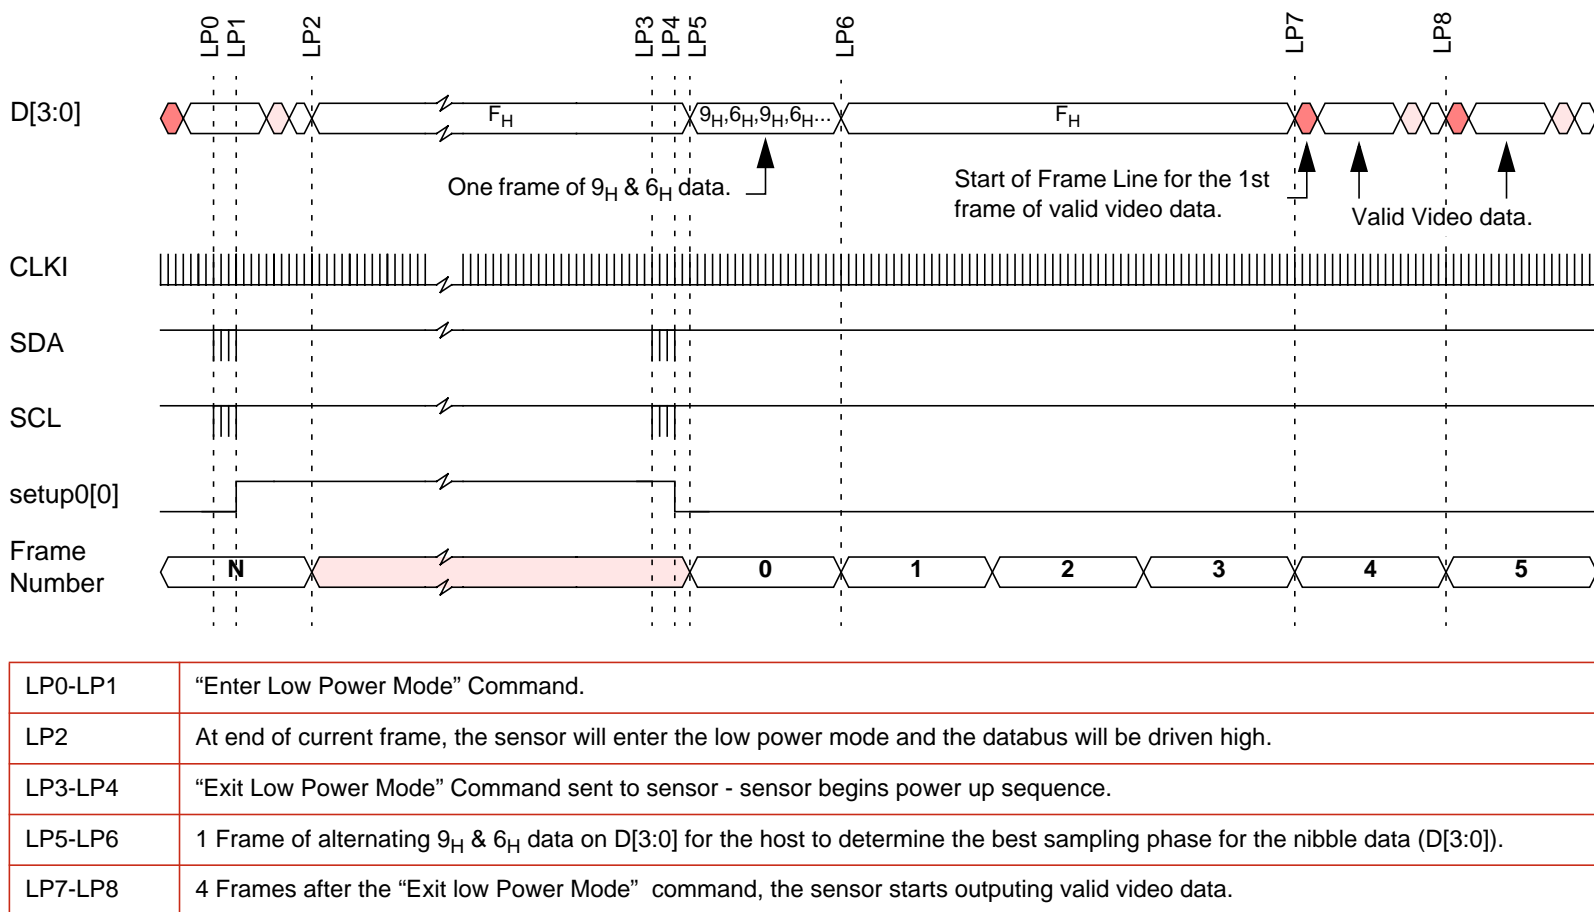 LP0 LP1 LP2 LP3 LP4 LP5 LP6 LP7 LP8
D[3:0]
FH 9H,6H,9H,6H... FH
One frame of 9H & 6H data.
Start of Frame Line for the 1st
frame of valid video data.
Valid Video data.
CLKI
SDA
SCL
setup0[0]
Frame
Number
N 0 1 2 3 4 5
LP0-LP1 “Enter Low Power Mode” Command.
LP2 At end of current frame, the sensor will enter the low power mode and the databus will be driven high.
LP3-LP4 “Exit Low Power Mode” Command sent to sensor - sensor begins power up sequence.
LP5-LP6 1 Frame of alternating 9H & 6H data on D[3:0] for the host to determine the best sampling phase for the nibble data (D[3:0]).
LP7-LP8 4 Frames after the “Exit low Power Mode” command, the sensor starts outputing valid video data.